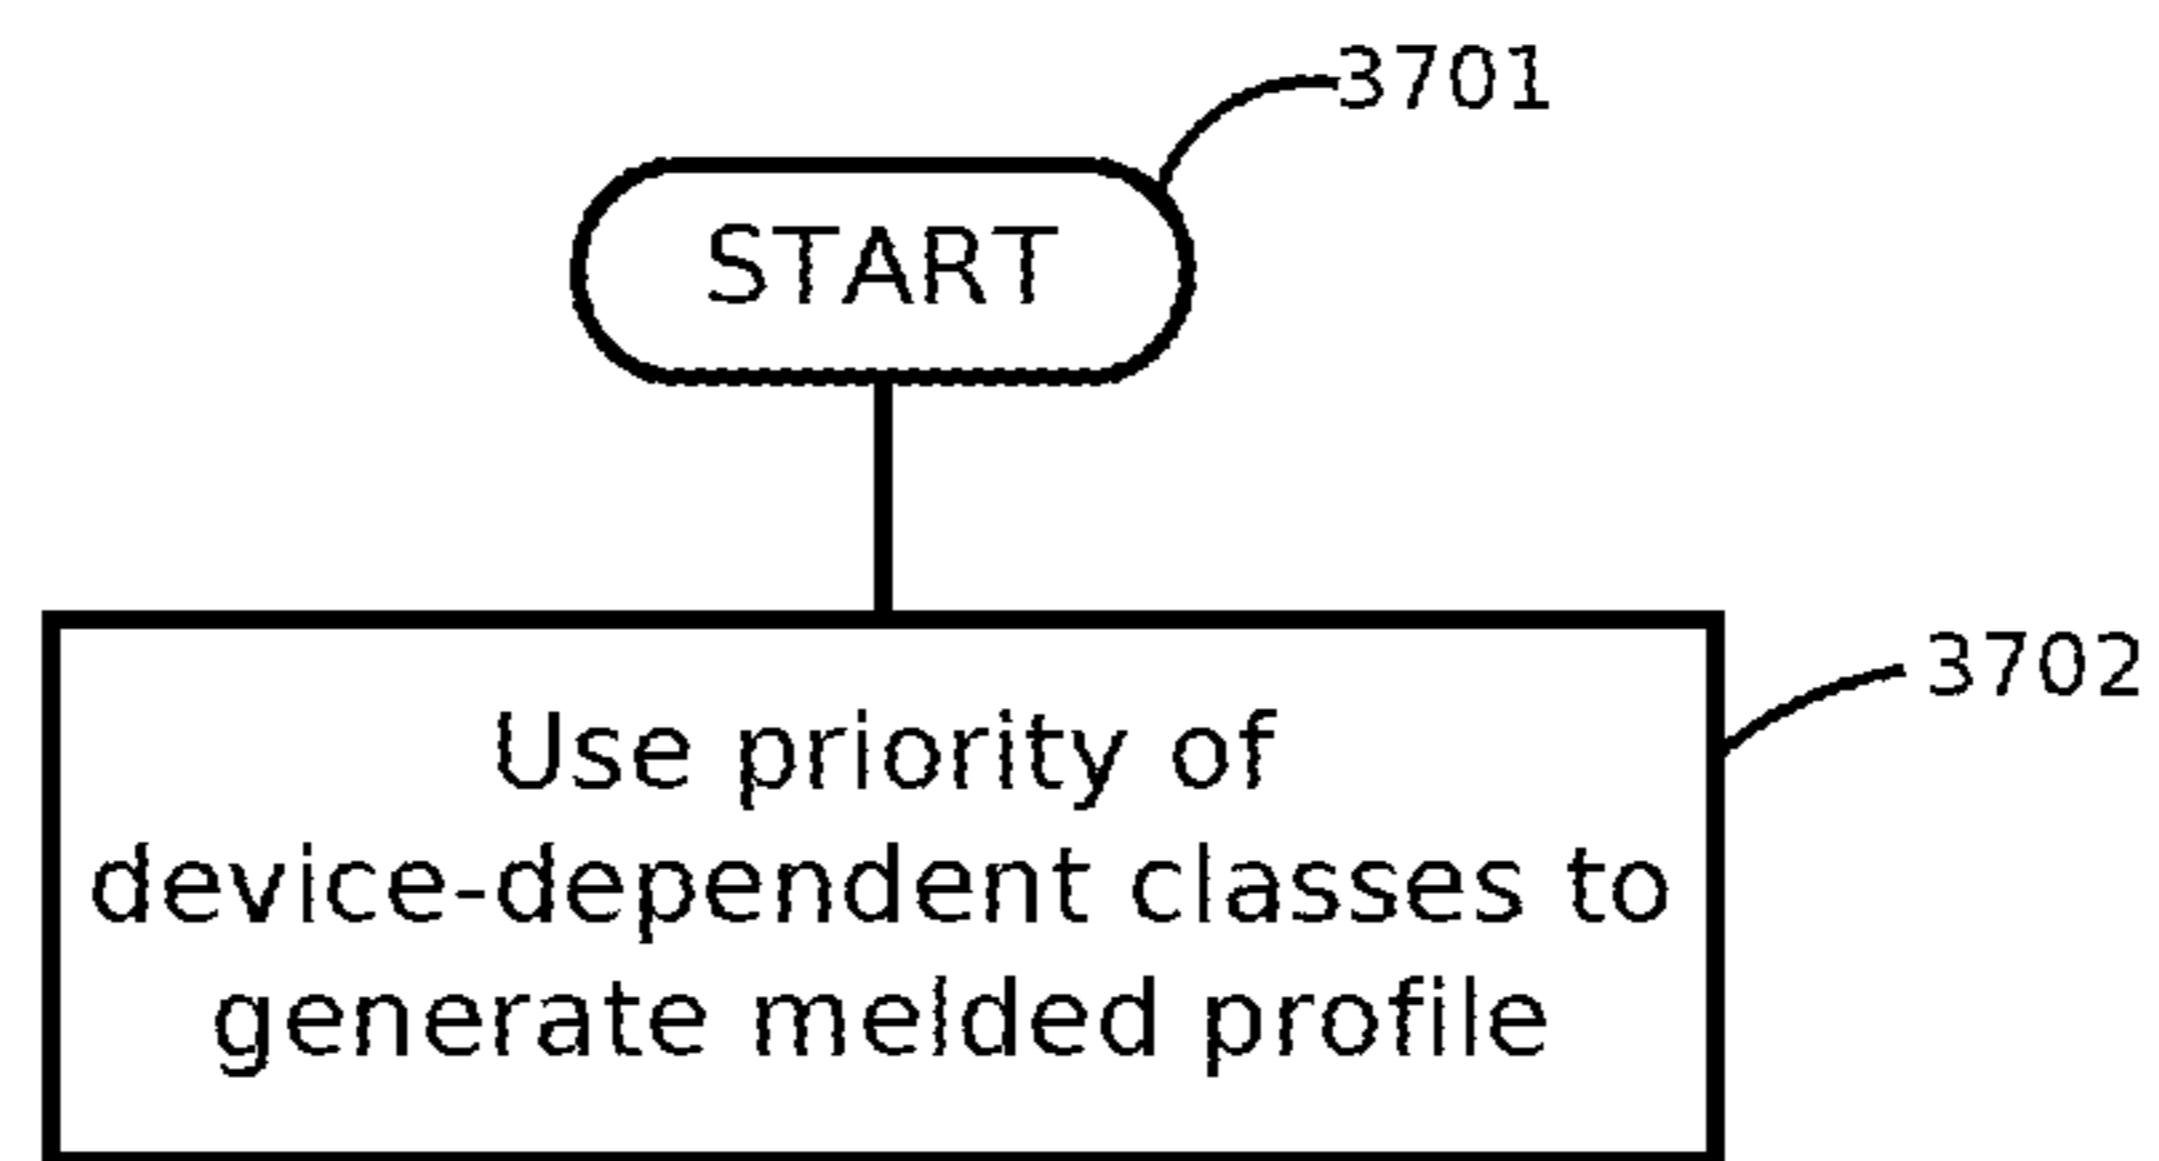 3701
START
3702
Use priority of
device-dependent classes to
generate melded profile